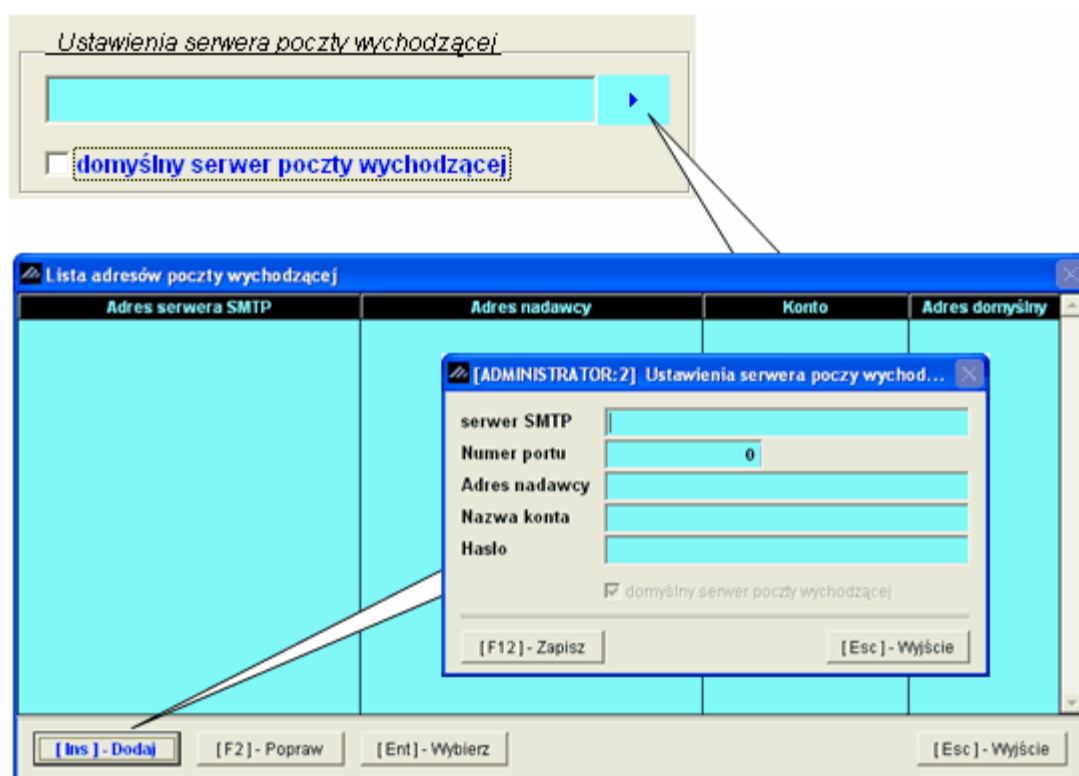 Ustawienia serwera poczty wychodzącej
domyślny serwer poczty wychodzącej
Lista adresów poczty wychodzącej
Adres serwera SMTP Adres nadawcy Konto Adres domyślny
[ADMINISTRATOR:2] Ustawienia serwera poczy wychod...
serwer SMTP
Numer portu 0
Adres nadawcy
Nazwa konta
Hasło
domyślny serwer poczty wychodzącej
[F12]- Zapisz [Esc]- Wyjście
[Ins]- Dodaj [F2]- Popraw [Ent]- Wybierz [Esc]- Wyjście